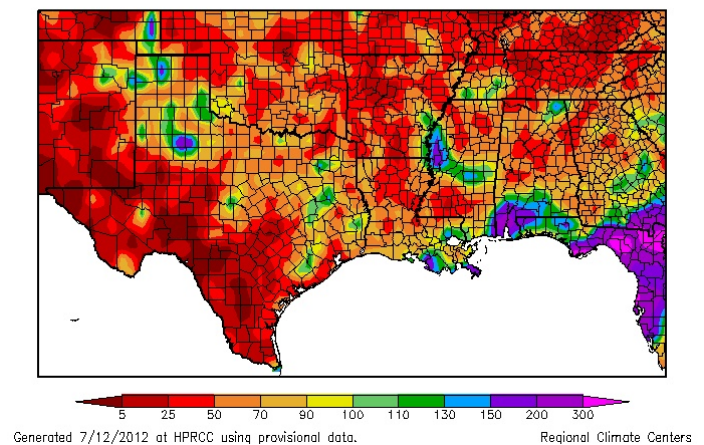 5 25 50 70 90 100 110 130 150 200 300
Generated 7/12/2012 at HPRCC using provisional data. Regional Climate Centers